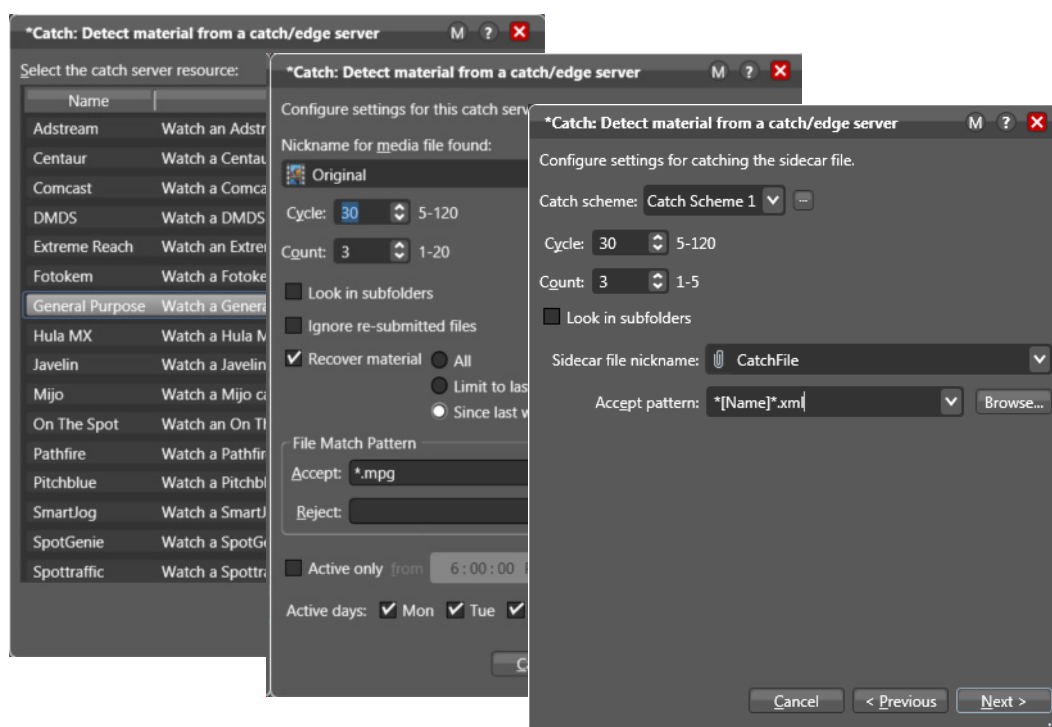 *Catch: Detect material from a catch/edge server M ? X
Select the catch server resource:
Name
Adstream Watch an Adstr
Centaur Watch a Centau
Comcast Watch a Comca
DMDS Watch a DMDS
Extreme Reach Watch an Extre
Fotokem Watch a Fotoke
General Purpose Watch a Genera
Hula MX Watch a Hula M
Javelin Watch a Javelin
Mijo Watch a Mijo ca
On The Spot Watch an On Th
Pathfire Watch a Pathfir
Pitchblue Watch a Pitchbl
SmartJog Watch a SmartJ
SpotGenie Watch a SpotGe
Spottraffic Watch a Spottra
*Catch: Detect material from a catch/edge server M ? X
Configure settings for this catch serv
Nickname for media file found:
Original
Cycle: 30 5-120
Count: 3 1-20
Look in subfolders
Ignore re-submitted files
Recover material All
Limit to las
Since last w
File Match Pattern
Accept: *.mpg
Reject:
Active only from 6:00:00
Active days: Mon Tue
*Catch: Detect material from a catch/edge server M ? X
Configure settings for catching the sidecar file.
Catch scheme: Catch Scheme 1 ...
Cycle: 30 5-120
Count: 3 1-5
Look in subfolders
Sidecar file nickname: CatchFile
Accept pattern: *[Name]*.xml Browse...
Cancel < Previous Next >